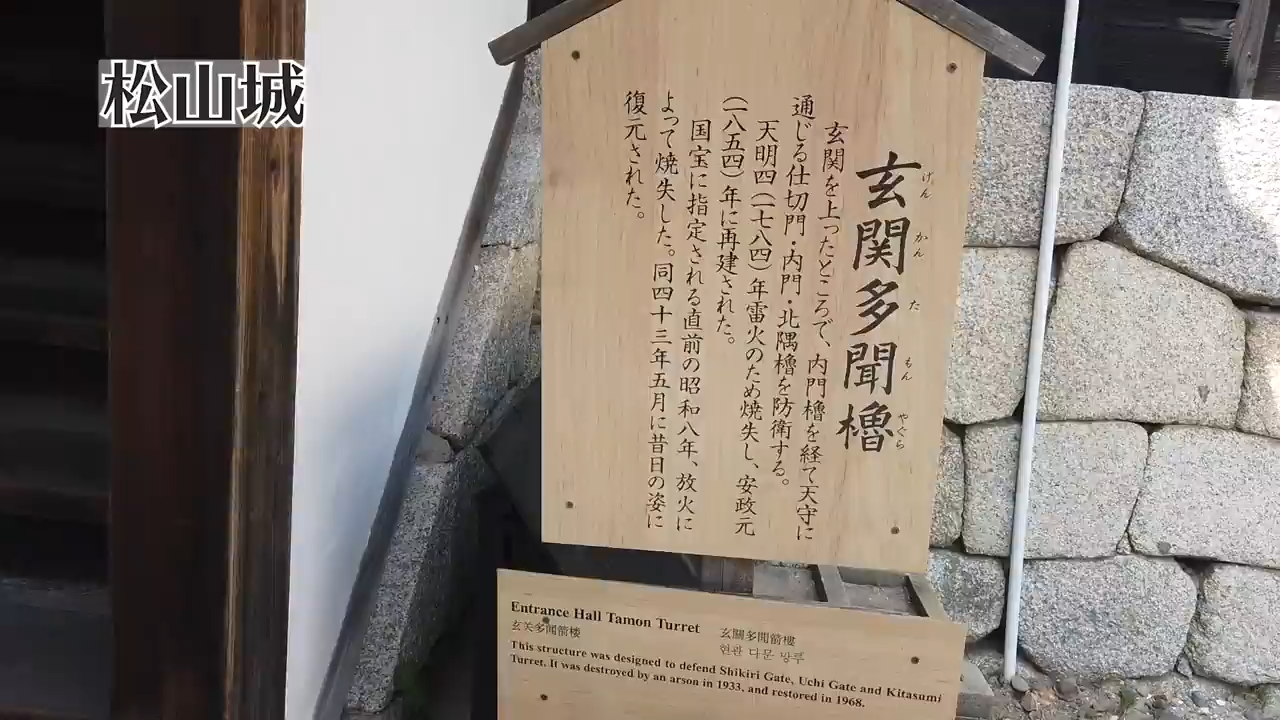 松山城
玄関多聞櫓
げんかんたもんやぐら
玄関を上ったところで、内門櫓を経て天守に
通じる仕切門・内門・北隅櫓を防衛する。
天明四(一七八四)年雷火のため焼失し、安政元
(一八五四)年に再建された。
国宝に指定される直前の昭和八年、放火に
よって焼失した。同四十三年五月に昔日の姿に
復元された。
Entrance Hall Tamon Turret
玄关多闻箭楼
玄關多聞箭樓
현관 다문 망루
This structure was designed to defend Shikiri Gate, Uchi Gate and Kitasumi
Turret. It was destroyed by an arson in 1933, and restored in 1968.